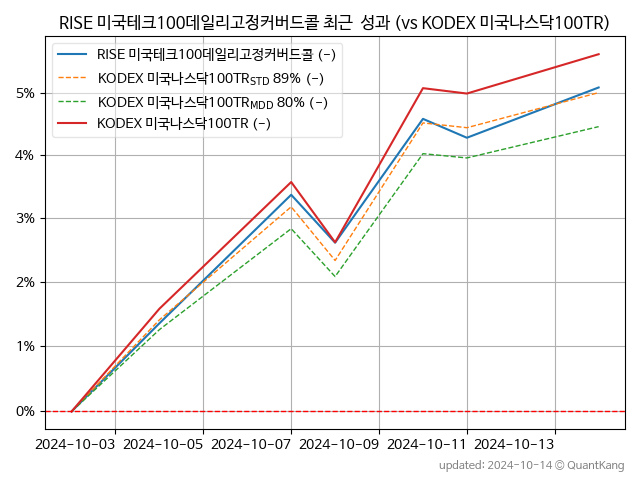 RISE 미국테크100데일리고정커버드콜 최근 성과 (vs KODEX 미국나스닥100TR)
RISE 미국테크100데일리고정커버드콜 (-)
KODEX 미국나스닥100TR_STD 89% (-)
KODEX 미국나스닥100TR_MDD 80% (-)
KODEX 미국나스닥100TR (-)
5%
4%
3%
2%
1%
0%
2024-10-03 2024-10-05 2024-10-07 2024-10-09 2024-10-11 2024-10-13
updated: 2024-10-14 © QuantKang